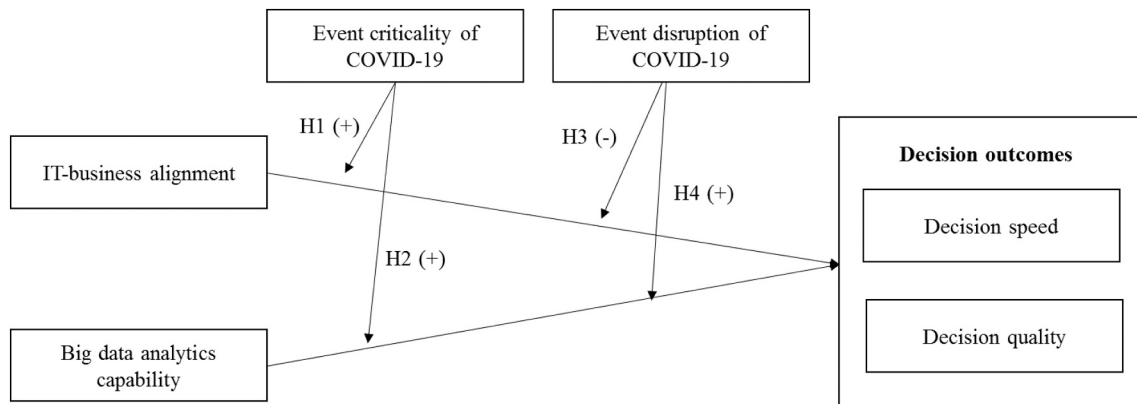 Event criticality of
COVID-19
Event disruption of
COVID-19
H1 (+)
H3 (-)
IT-business alignment
H4 (+)
H2 (+)
Big data analytics
capability
Decision outcomes
Decision speed
Decision quality